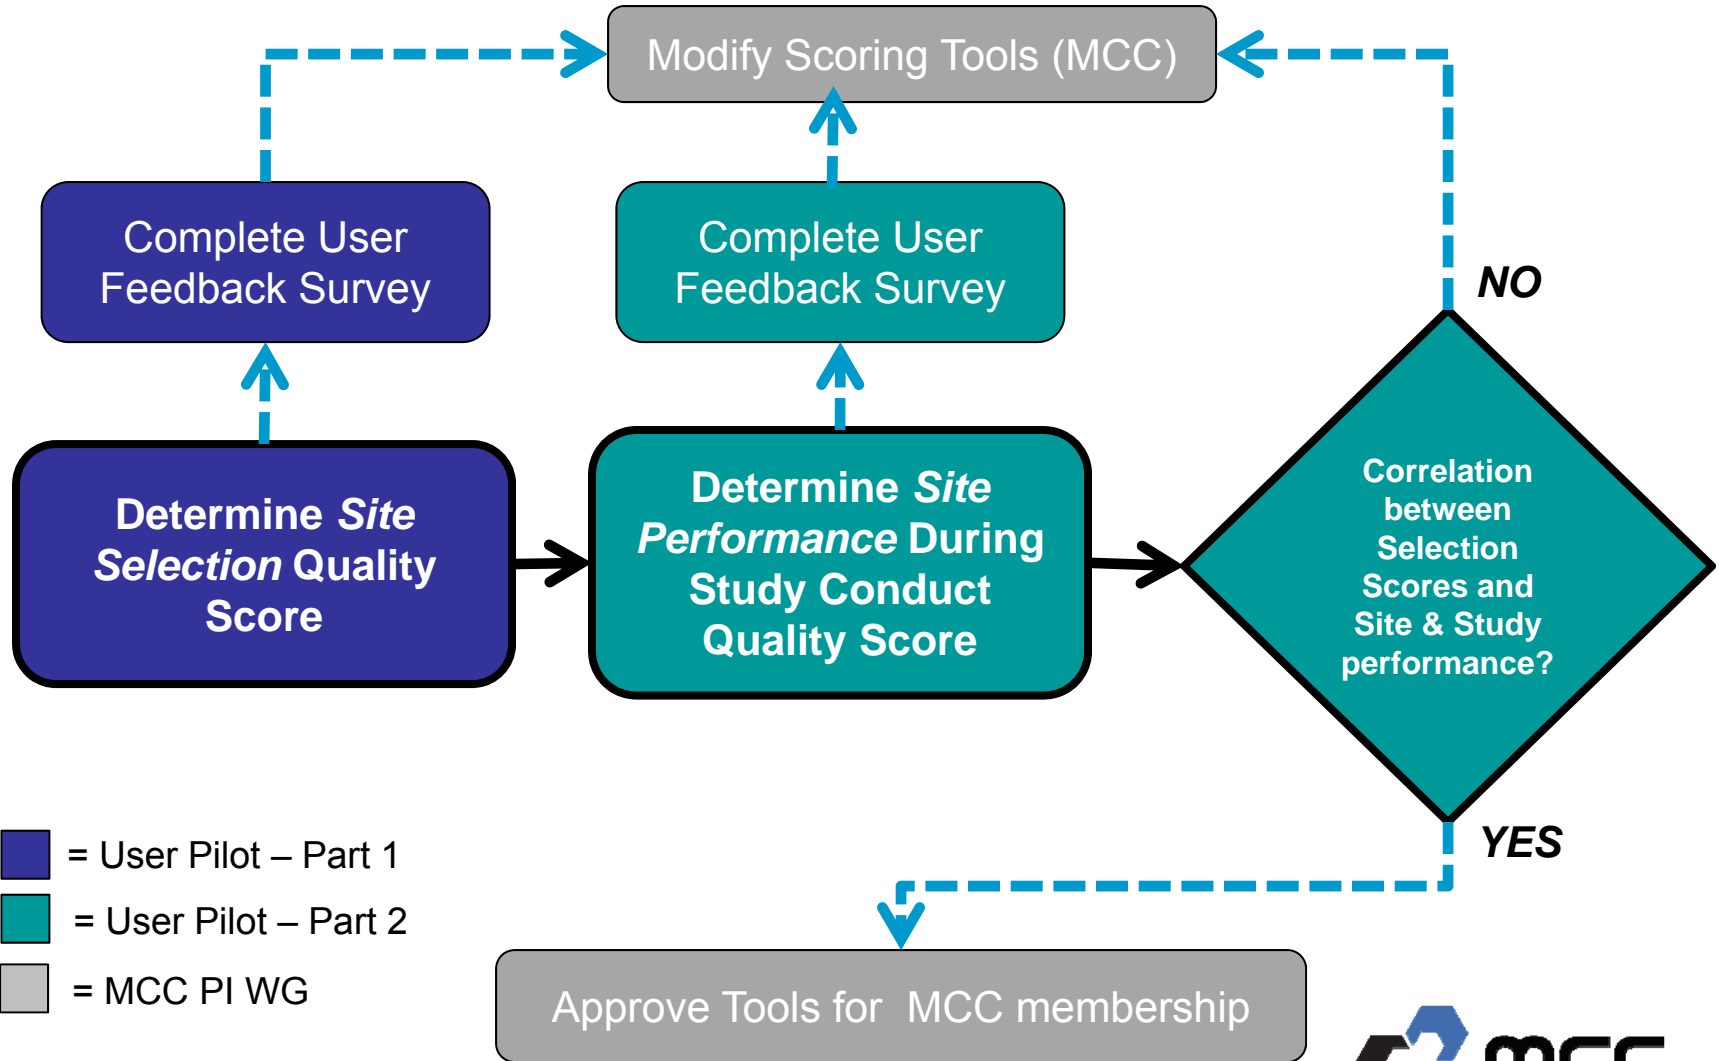 Modify Scoring Tools (MCC)
Complete User
Feedback Survey
Complete User
Feedback Survey
NO
Determine Site
Selection Quality
Score
Determine Site
Performance During
Study Conduct
Quality Score
Correlation
between
Selection
Scores and
Site & Study
performance?
YES
= User Pilot – Part 1
= User Pilot – Part 2
= MCC PI WG
Approve Tools for  MCC membership
mcc